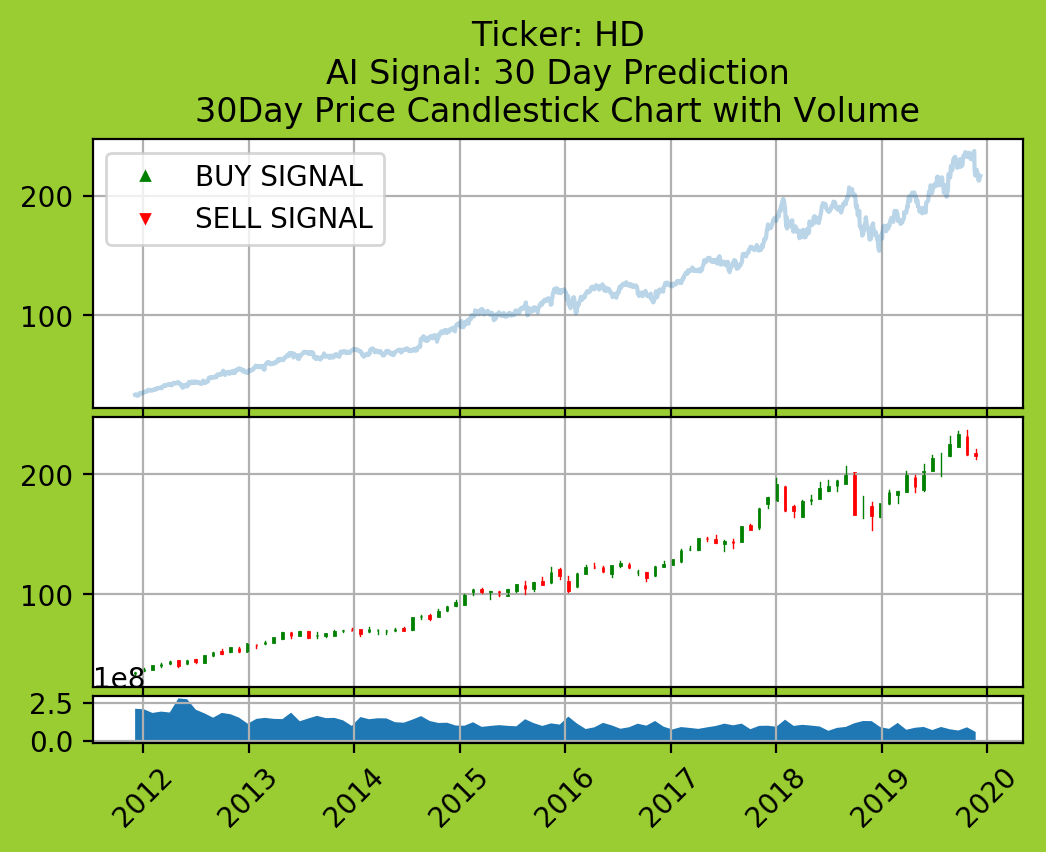 Ticker: HD
AI Signal: 30 Day Prediction
30Day Price Candlestick Chart with Volume
BUY SIGNAL
SELL SIGNAL
200
100
200
100
1e8
2.5
0.0
2012 2013 2014 2015 2016 2017 2018 2019 2020